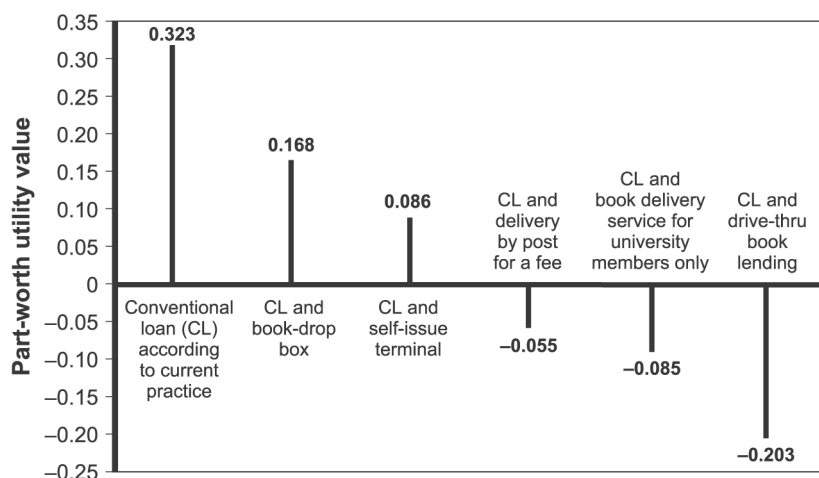 Part-worth utility value
0.35
0.30
0.25
0.20
0.15
0.10
0.05
0
–0.05
–0.10
–0.15
–0.20
–0.25
0.323
Conventional
loan (CL)
according
to current
practice
0.168
CL and
book-drop
box
0.086
CL and
self-issue
terminal
CL and
delivery
by post
for a fee
–0.055
CL and
book delivery
service for
university
members only
–0.085
CL and
drive-thru
book
lending
–0.203